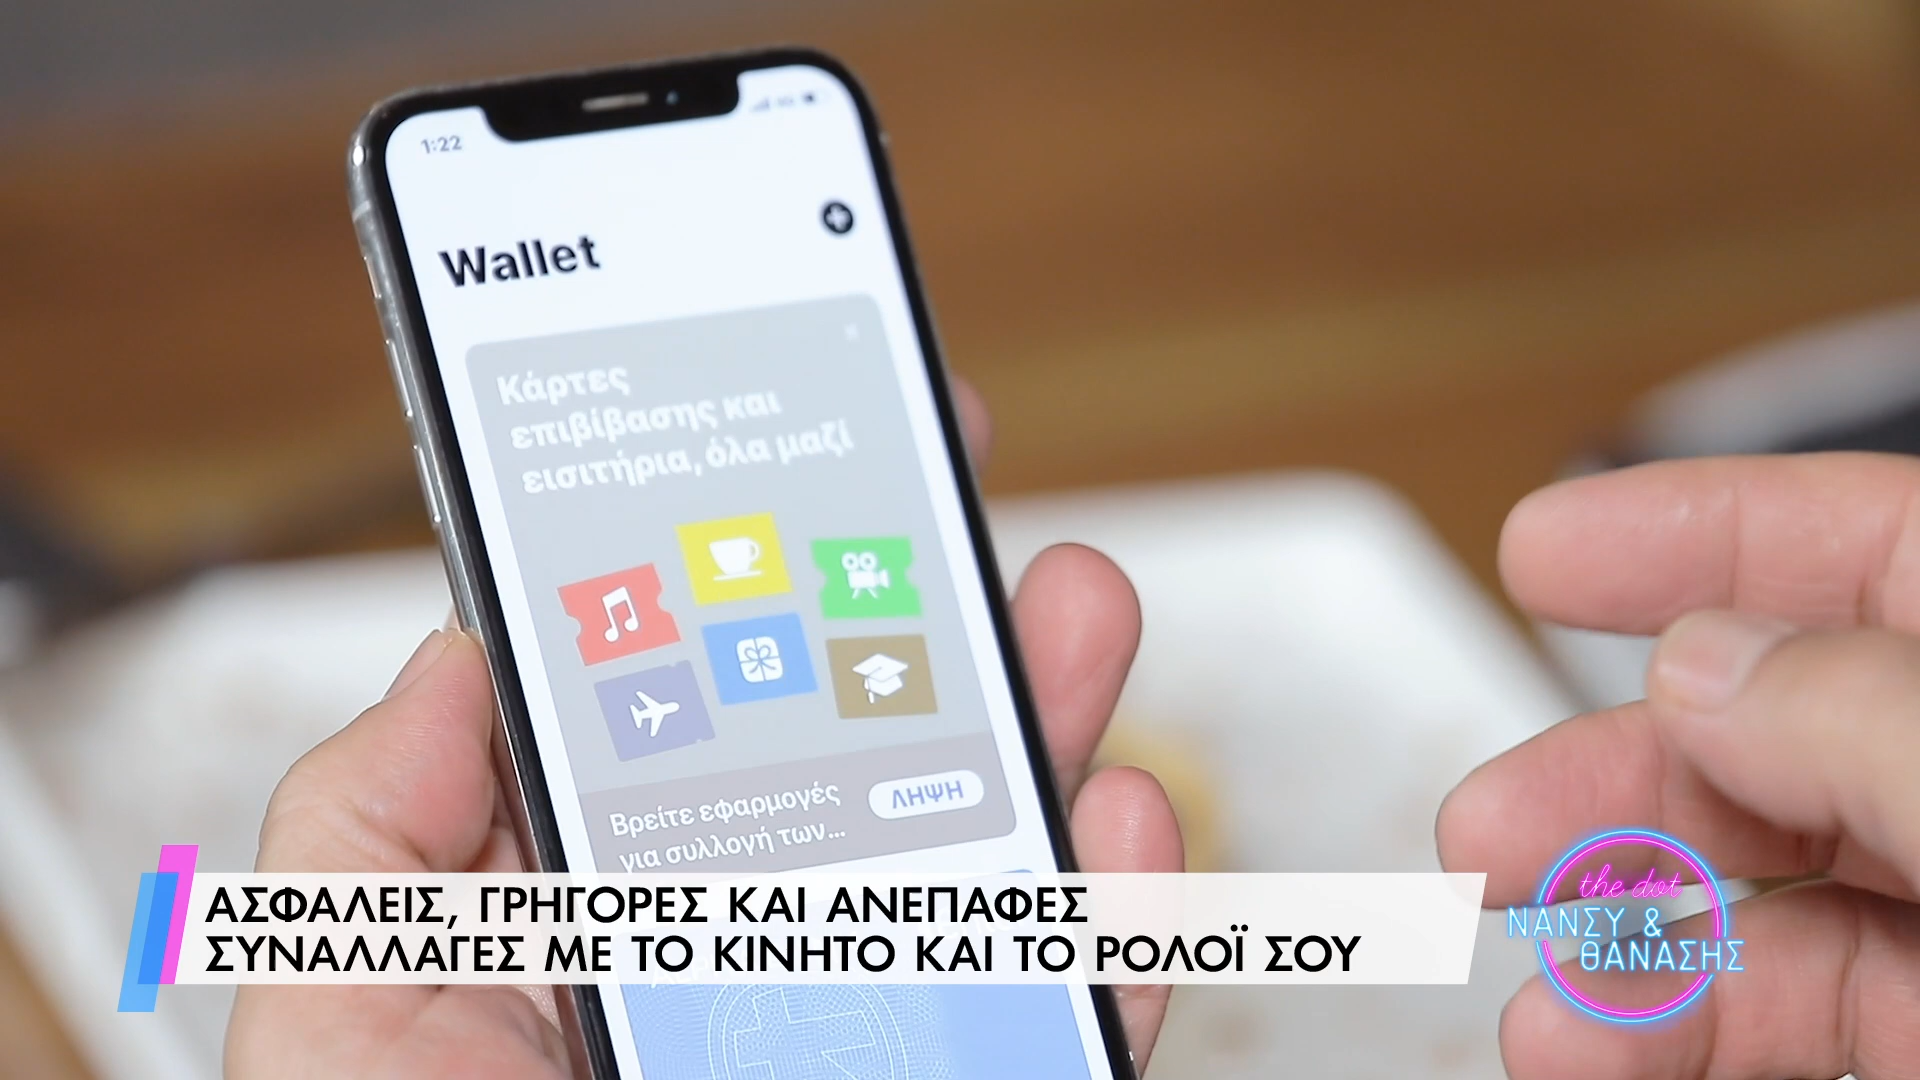 1:22
Wallet
Κάρτες
επιβίβασης και
εισιτήρια, όλα μαζί
Βρείτε εφαρμογές
για συλλογή των...
ΛΗΨΗ
ΑΣΦΑΛΕΙΣ, ΓΡΗΓΟΡΕΣ ΚΑΙ ΑΝΕΠΑΦΕΣ
ΣΥΝΑΛΛΑΓΕΣ ΜΕ ΤΟ ΚΙΝΗΤΟ ΚΑΙ ΤΟ ΡΟΛΟΪ ΣΟΥ
the dot
ΝΑΝΣΥ &
ΘΑΝΑΣΗΣ